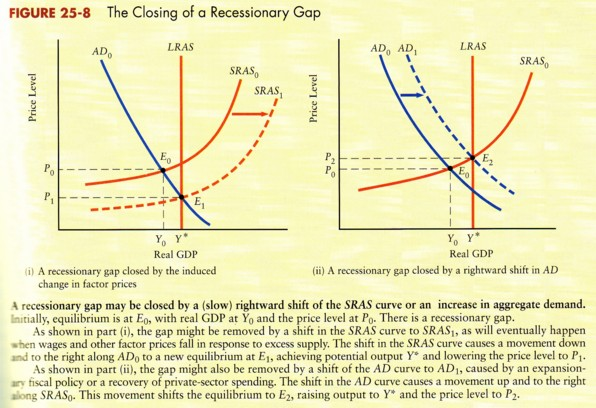 FIGURE 25-8 The Closing of a Recessionary Gap
Price Level
AD0
LRAS
SRAS0
SRAS1
E0
P0
P1
E1
Y0 Y*
Real GDP
(i) A recessionary gap closed by the induced
change in factor prices
Price Level
AD0 AD1
LRAS
SRAS0
P2
P0
E2
E0
Y0 Y*
Real GDP
(ii) A recessionary gap closed by a rightward shift in AD
A recessionary gap may be closed by a (slow) rightward shift of the SRAS curve or an increase in aggregate demand.
Initially, equilibrium is at E0, with real GDP at Y0 and the price level at P0. There is a recessionary gap.
As shown in part (i), the gap might be removed by a shift in the SRAS curve to SRAS1, as will eventually happen
when wages and other factor prices fall in response to excess supply. The shift in the SRAS curve causes a movement down
and to the right along AD0 to a new equilibrium at E1, achieving potential output Y* and lowering the price level to P1.
As shown in part (ii), the gap might also be removed by a shift of the AD curve to AD1, caused by an expansion-
ary fiscal policy or a recovery of private-sector spending. The shift in the AD curve causes a movement up and to the right
along SRAS0. This movement shifts the equilibrium to E2, raising output to Y* and the price level to P2.